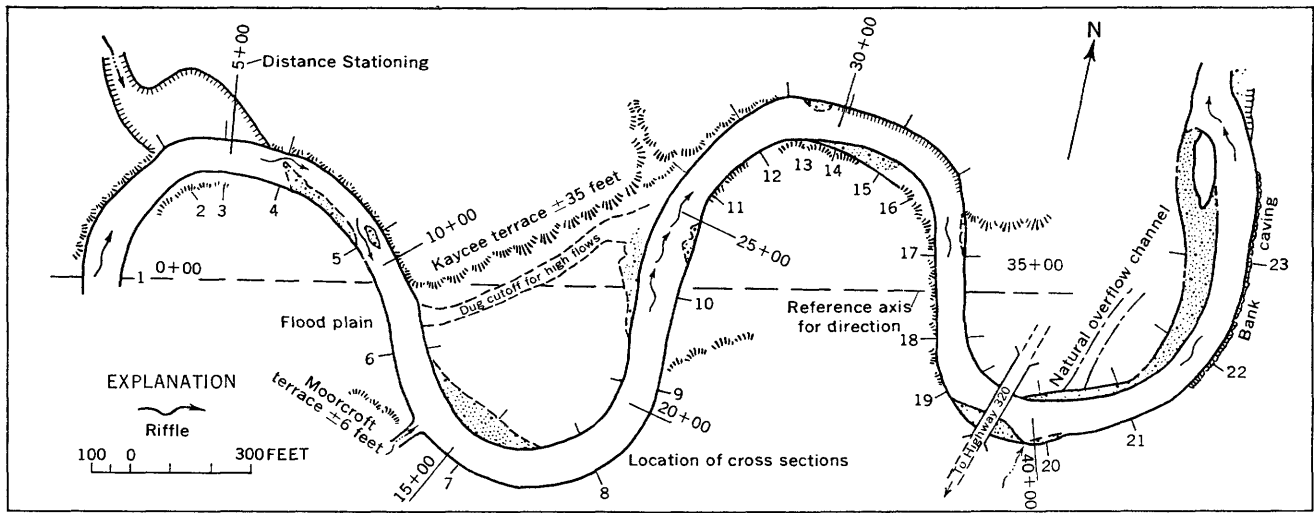 5+00
Distance Stationing
30+00
N
2
3
4
5
10+00
Kaycee terrace ±35 feet
Dug cutoff for high flows
1
0+00
Flood plain
6
EXPLANATION
Riffle
Moorcroft
terrace ±6 feet
100 0 300 FEET
15+00
7
8
Location of cross sections
20+00
9
10
25+00
11
12
13
14
15
16
17
35+00
Reference axis
for direction
18
19
Natural overflow channel
To Highway 320
40+00
20
21
22
Bank
caving
23